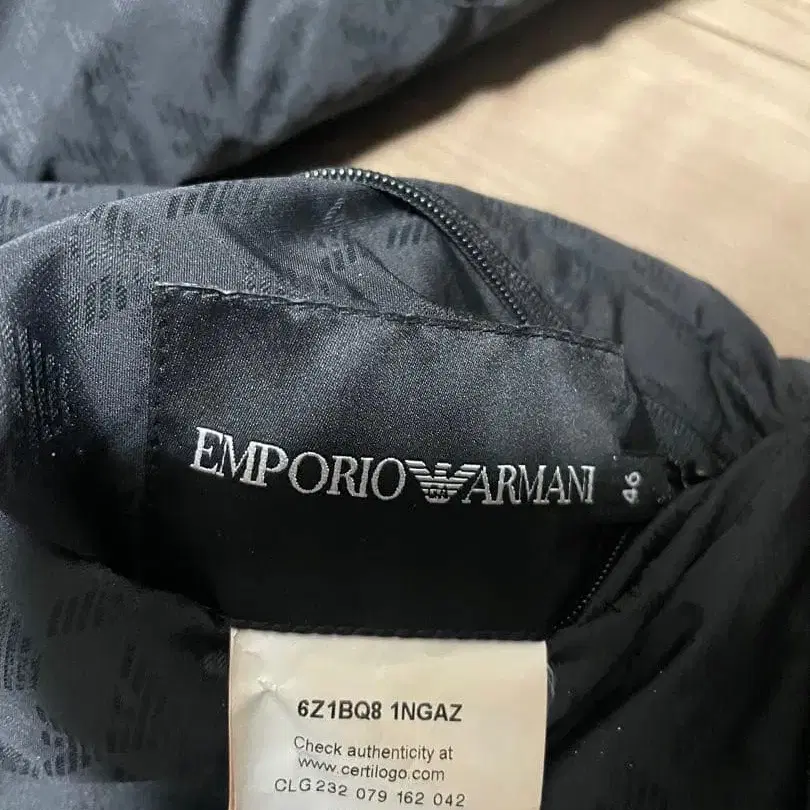 EMPORIO ARMANI
46
6Z1BQ8 1NGAZ
Check authenticity at
www.certilogo.com
CLG 232 079 162 042